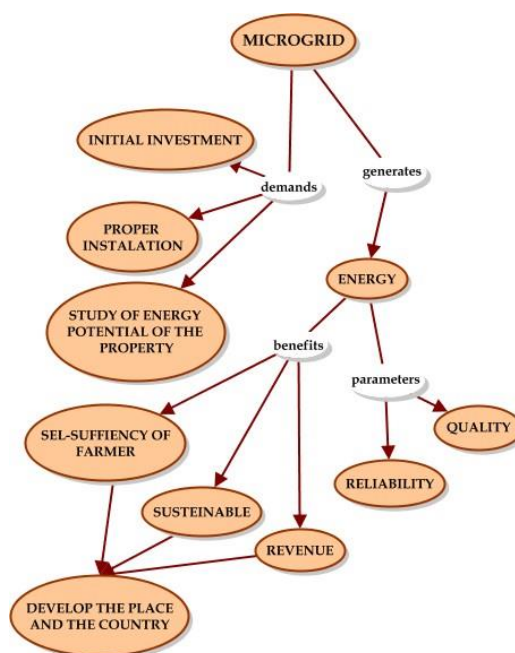 MICROGRID
INITIAL INVESTMENT
demands
generates
PROPER
INSTALATION
ENERGY
STUDY OF ENERGY
POTENTIAL OF THE
PROPERTY
benefits
parameters
SEL-SUFFIENCY OF
FARMER
QUALITY
RELIABILITY
SUSTEINABLE
REVENUE
DEVELOP THE PLACE
AND THE COUNTRY